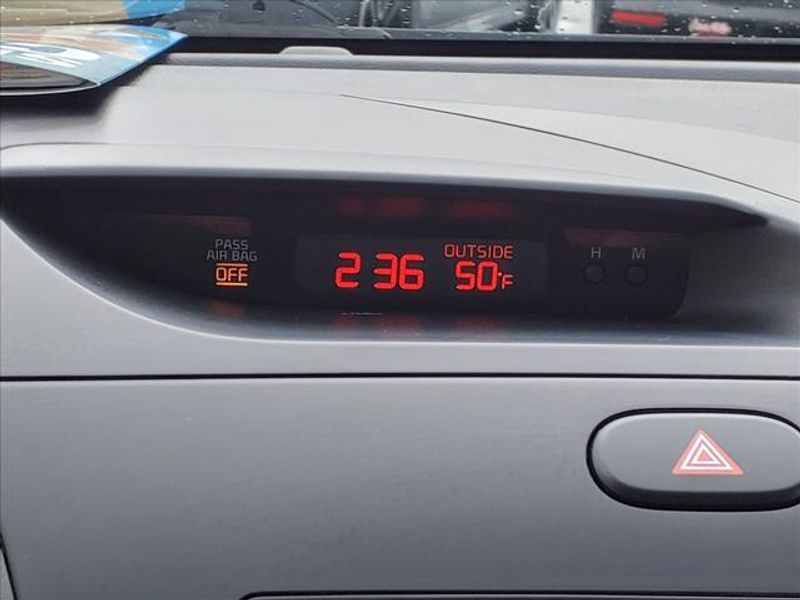 PASS
AIR BAG
OFF
2 36
OUTSIDE
50°F
H M